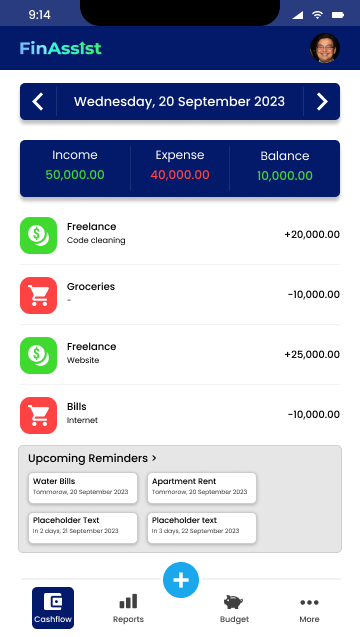 9:14
FinAssist
Wednesday, 20 September 2023
Income
50,000.00
Expense
40,000.00
Balance
10,000.00
Freelance
Code cleaning
+20,000.00
Groceries
-
-10,000.00
Freelance
Website
+25,000.00
Bills
Internet
-10,000.00
Upcoming Reminders >
Water Bills
Tommorow, 20 September 2023
Apartment Rent
Tommorow, 20 September 2023
Placeholder Text
In 2 days, 21 September 2023
Placeholder text
In 3 days, 22 September 2023
Cashflow
Reports
Budget
More